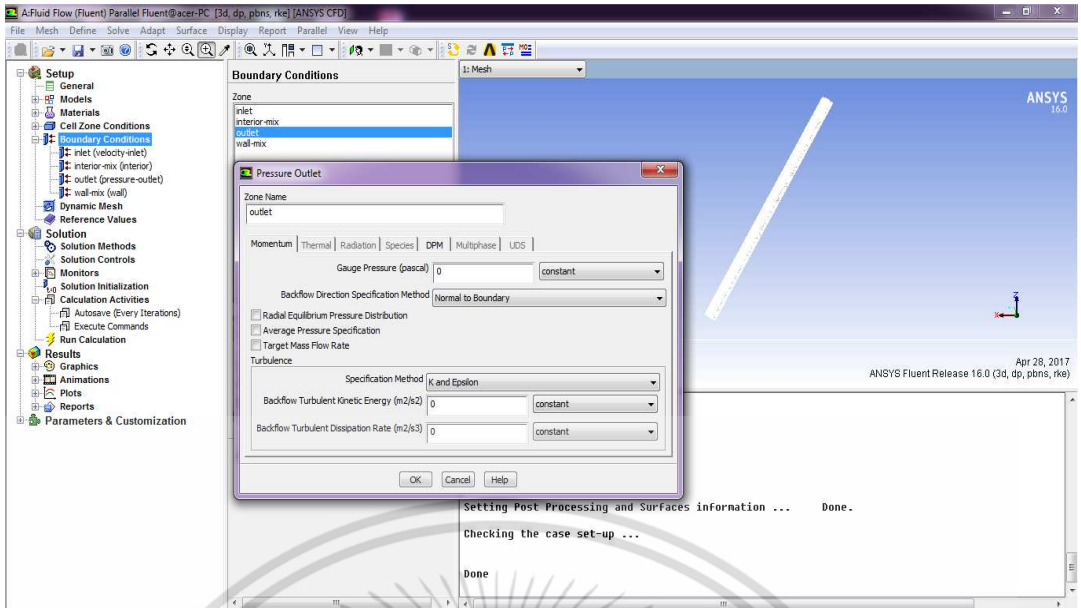 A:Fluid Flow (Fluent) Parallel Fluent@acer-PC [3d, dp, pbns, rke] [ANSYS CFD]
File Mesh Define Solve Adapt Surface Display Report Parallel View Help
Setup
General
Models
Materials
Cell Zone Conditions
Boundary Conditions
inlet (velocity-inlet)
interior-mix (interior)
outlet (pressure-outlet)
wall-mix (wall)
Dynamic Mesh
Reference Values
Solution
Solution Methods
Solution Controls
Monitors
Solution Initialization
Calculation Activities
Autosave (Every Iterations)
Execute Commands
Run Calculation
Results
Graphics
Animations
Plots
Reports
Parameters & Customization
Boundary Conditions
Zone
inlet
interior-mix
outlet
wall-mix
1: Mesh
ANSYS
16.0
Z
X
Apr 28, 2017
ANSYS Fluent Release 16.0 (3d, dp, pbns, rke)
Pressure Outlet
Zone Name
outlet
Momentum Thermal Radiation Species DPM Multiphase UDS
Gauge Pressure (pascal) 0 constant
Backflow Direction Specification Method Normal to Boundary
Radial Equilibrium Pressure Distribution
Average Pressure Specification
Target Mass Flow Rate
Turbulence
Specification Method K and Epsilon
Backflow Turbulent Kinetic Energy (m2/s2) 0 constant
Backflow Turbulent Dissipation Rate (m2/s3) 0 constant
OK Cancel Help
Setting Post Processing and Surfaces information ... Done.
Checking the case set-up ...
Done